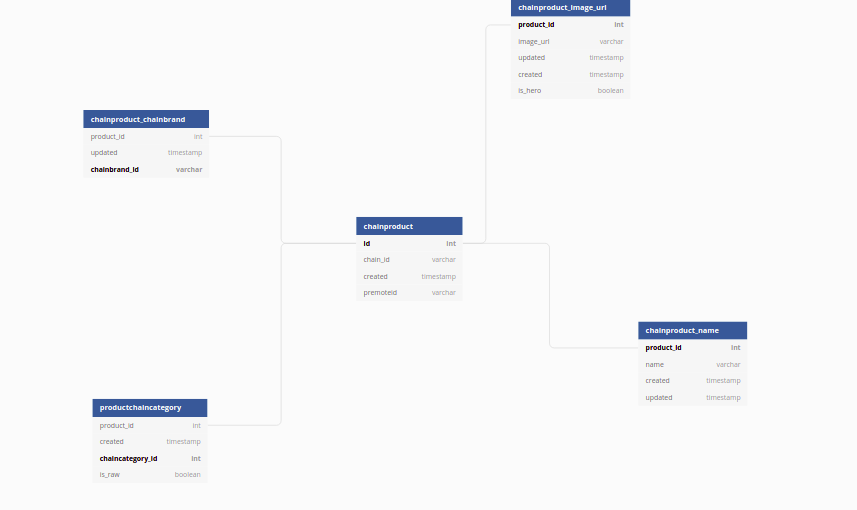 chainproduct_image_url
product_id int
image_url varchar
updated timestamp
created timestamp
is_hero boolean
chainproduct_chainbrand
product_id int
updated timestamp
chainbrand_id varchar
chainproduct
id int
chain_id varchar
created timestamp
premoteid varchar
chainproduct_name
product_id int
name varchar
created timestamp
updated timestamp
productchaincategory
product_id int
created timestamp
chaincategory_id int
is_raw boolean